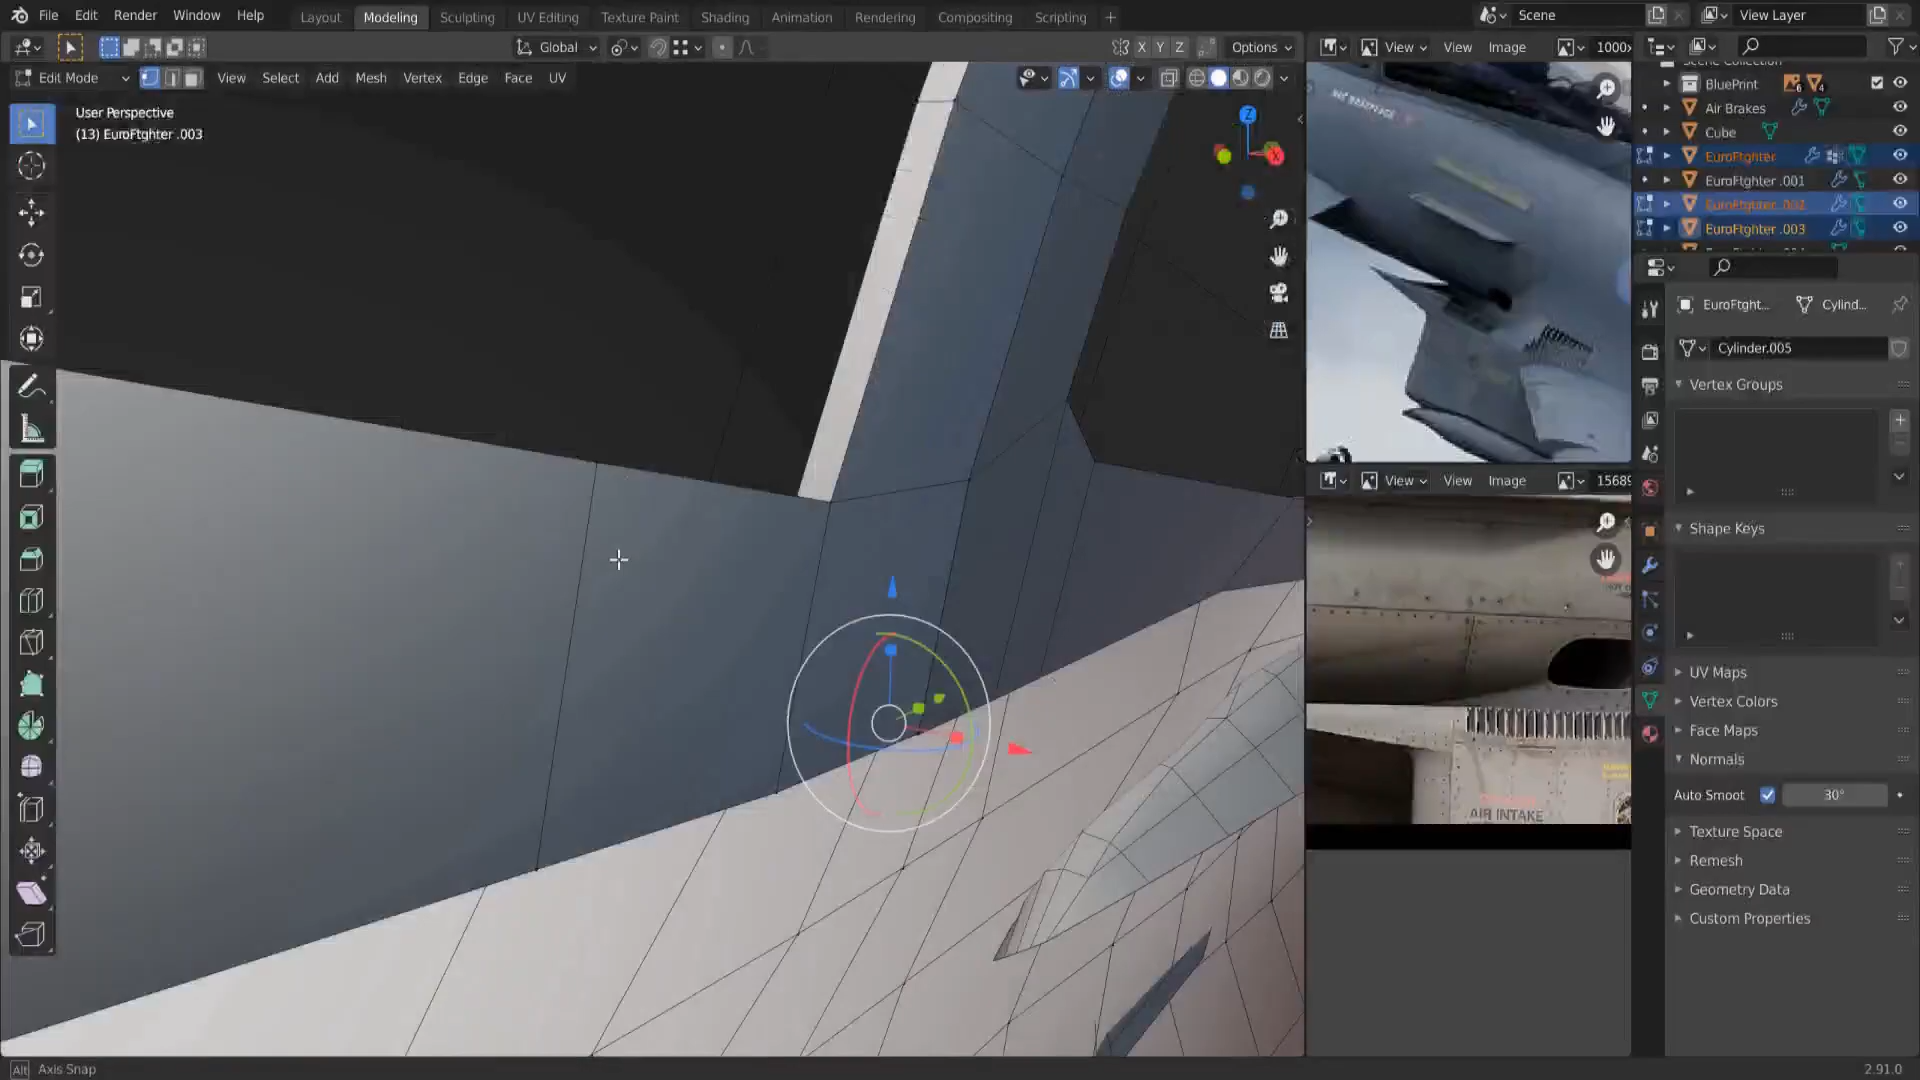 File Edit Render Window Help
Layout Modeling Sculpting UV Editing Texture Paint Shading Animation Rendering Compositing Scripting +
Scene
View Layer
Global
X Y Z
Options
View View Image 1000
Edit Mode
View Select Add Mesh Vertex Edge Face UV
User Perspective
(13) EuroFtghter .003
Z
X
BluePrint
Air Brakes
Cube
EuroFtghter
EuroFtghter .001
EuroFtghter .002
EuroFtghter .003
EuroFtght...
Cylind...
Cylinder.005
Vertex Groups
Shape Keys
View View Image 1568
UV Maps
Vertex Colors
Face Maps
Normals
Auto Smoot 30°
Texture Space
Remesh
Geometry Data
Custom Properties
AIR INTAKE
Alt Axis Snap
2.91.0